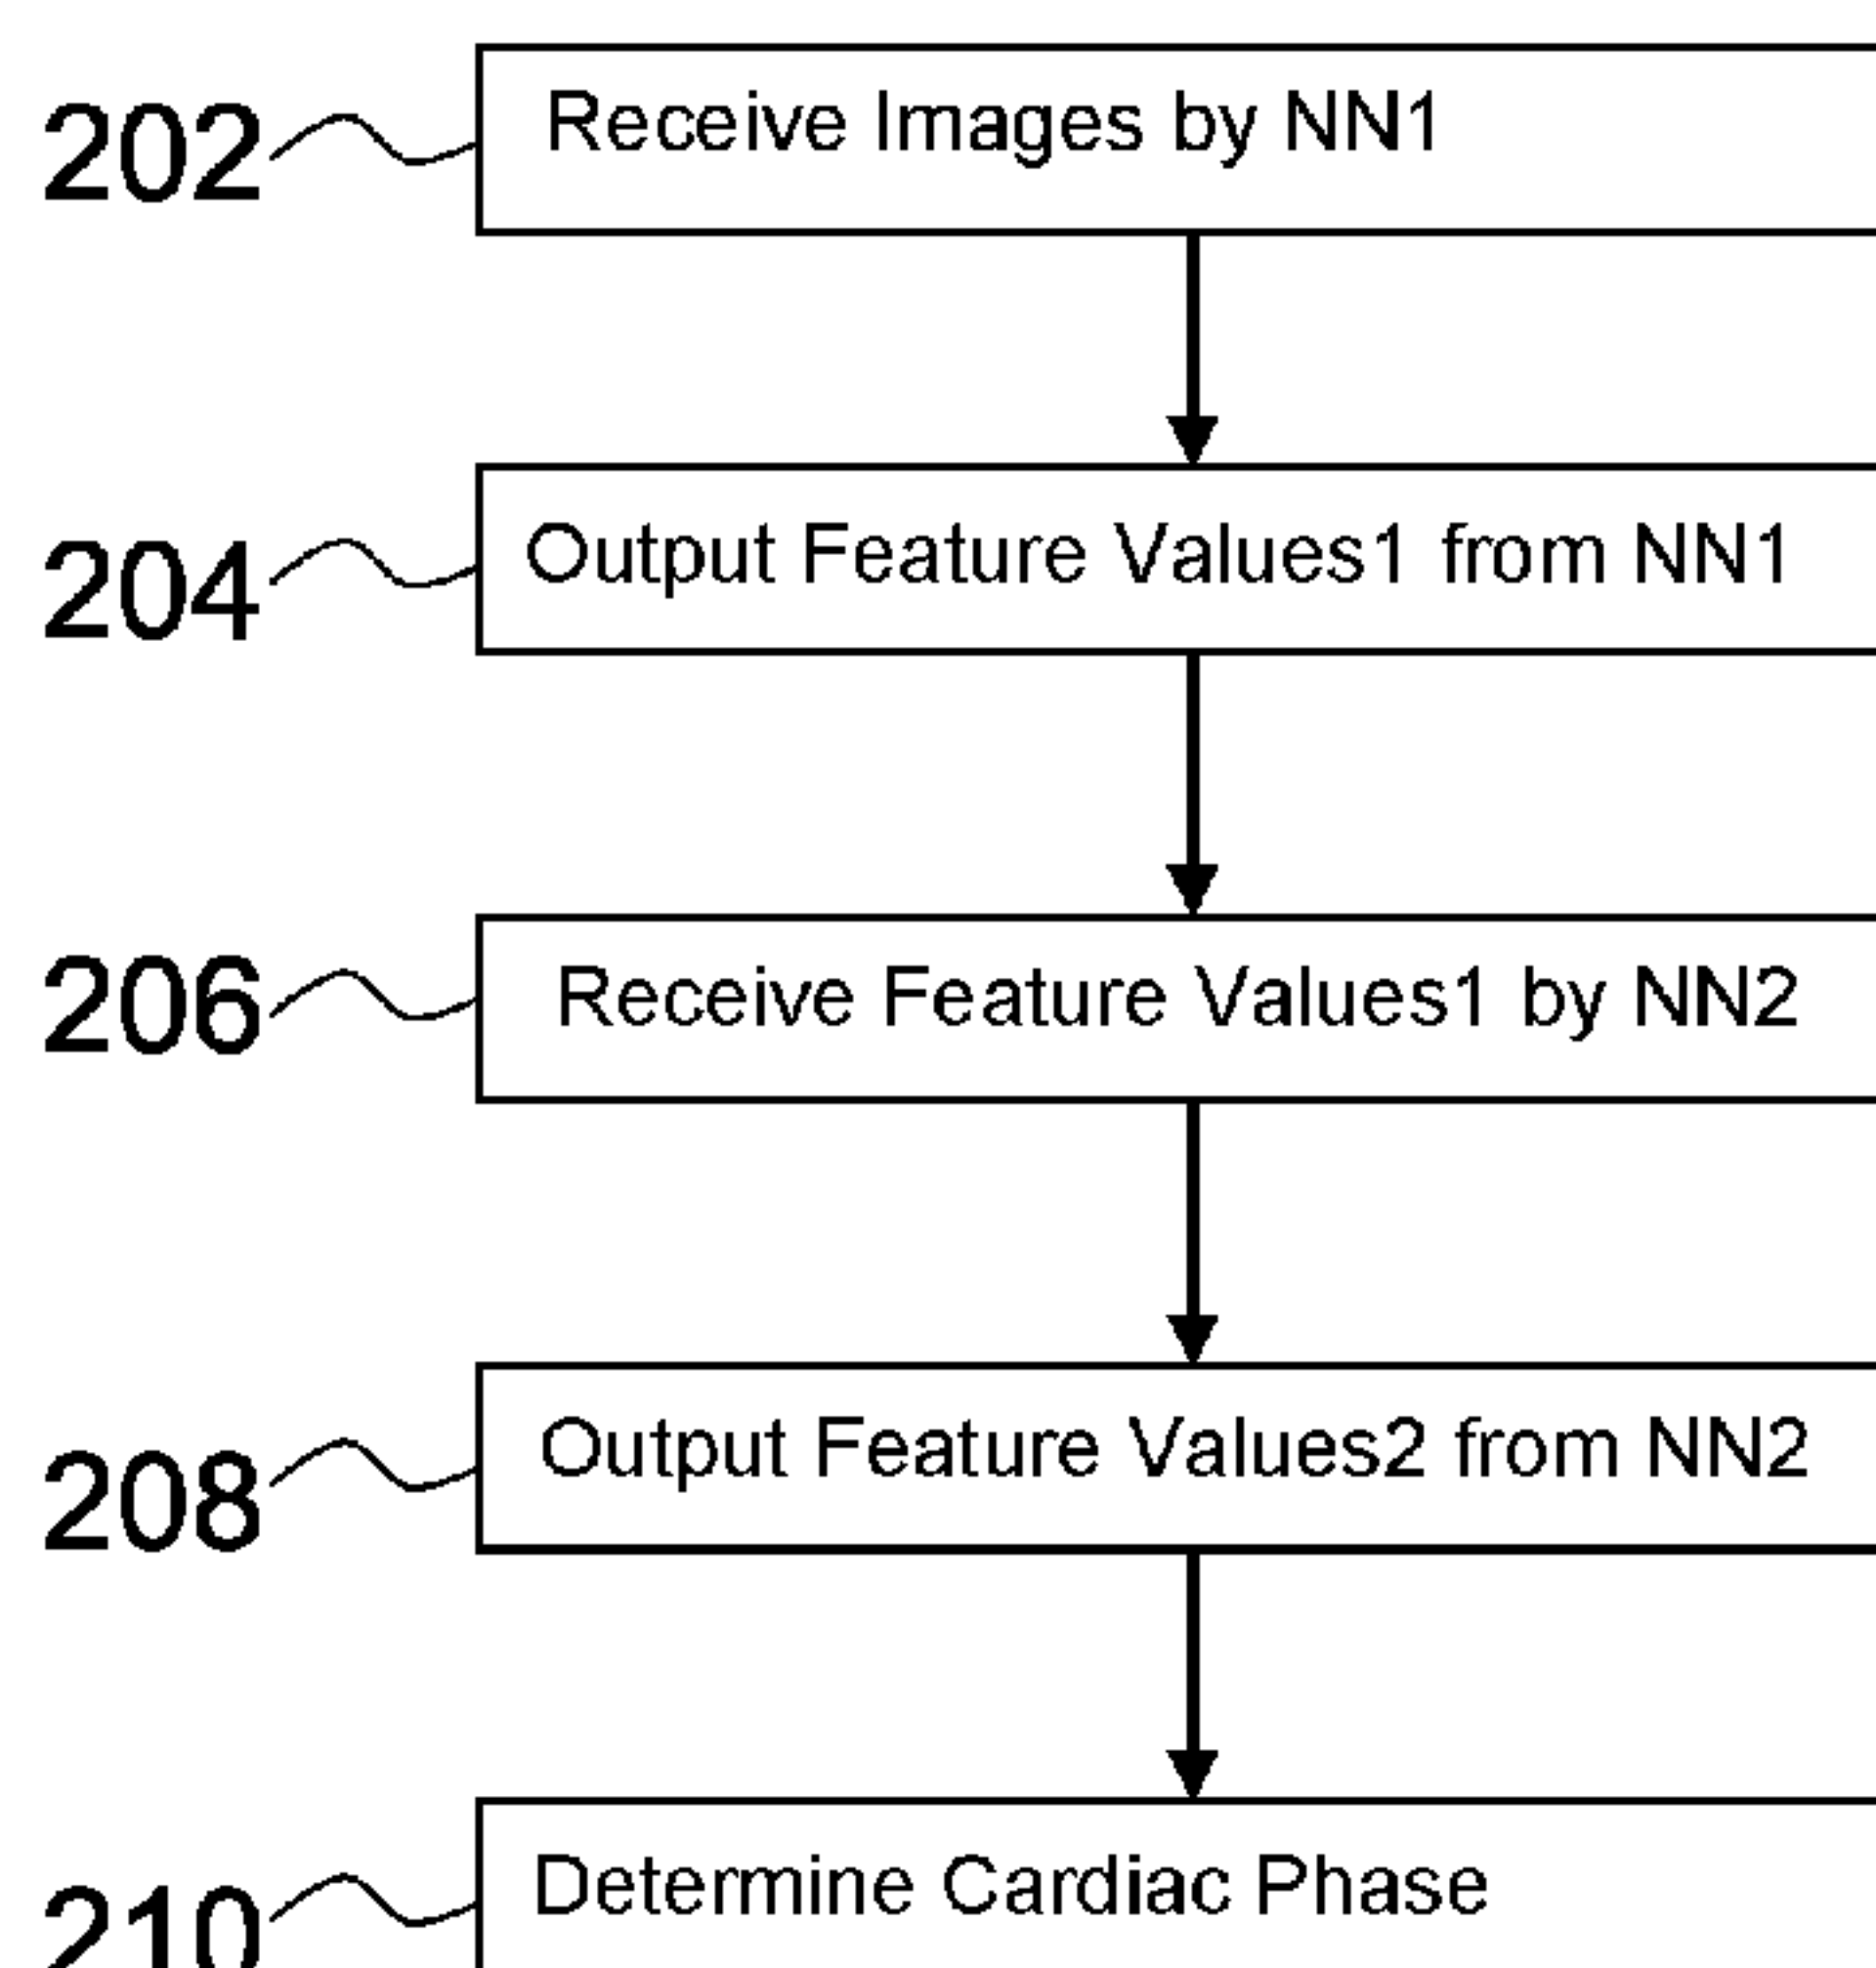 202 Receive Images by NN1
204 Output Feature Values1 from NN1
206 Receive Feature Values1 by NN2
208 Output Feature Values2 from NN2
210 Determine Cardiac Phase